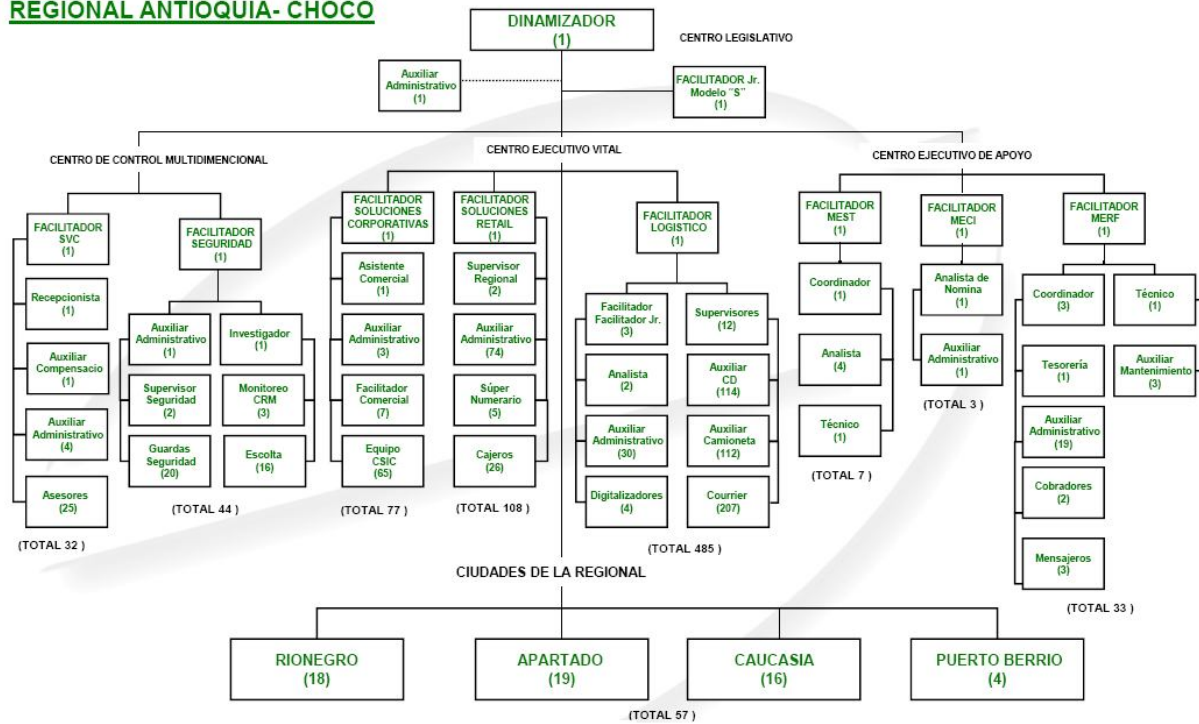 REGIONAL ANTIOQUIA- CHOCO
DINAMIZADOR
(1)
CENTRO LEGISLATIVO
Auxiliar
Administrativo
(1)
FACILITADOR Jr.
Modelo ¨S¨
(1)
CENTRO DE CONTROL MULTIDIMENCIONAL
CENTRO EJECUTIVO VITAL
CENTRO EJECUTIVO DE APOYO
FACILITADOR
SVC
(1)
Recepcionista
(1)
Auxiliar
Compensacio
(1)
Auxiliar
Administrativo
(4)
Asesores
(25)
(TOTAL 32 )
FACILITADOR
SEGURIDAD
(1)
Auxiliar
Administrativo
(1)
Supervisor
Seguridad
(2)
Guardas
Seguridad
(20)
Investigador
(1)
Monitoreo
CRM
(3)
Escolta
(16)
(TOTAL 44 )
FACILITADOR
SOLUCIONES
CORPORATIVAS
(1)
Asistente
Comercial
(1)
Auxiliar
Administrativo
(3)
Facilitador
Comercial
(7)
Equipo
CSIC
(65)
(TOTAL 77 )
FACILITADOR
SOLUCIONES
RETAIL
(1)
Supervisor
Regional
(2)
Auxiliar
Administrativo
(74)
Súper
Numerario
(5)
Cajeros
(26)
(TOTAL 108 )
FACILITADOR
LOGISTICO
(1)
Facilitador
Facilitador Jr.
(3)
Analista
(2)
Auxiliar
Administrativo
(30)
Digitalizadores
(4)
Supervisores
(12)
Auxiliar
CD
(114)
Auxiliar
Camioneta
(112)
Courrier
(207)
(TOTAL 485 )
FACILITADOR
MEST
(1)
Coordinador
(1)
Analista
(4)
Técnico
(1)
(TOTAL 7 )
FACILITADOR
MECI
(1)
Analista de
Nomina
(1)
Auxiliar
Administrativo
(1)
(TOTAL 3 )
FACILITADOR
MERF
(1)
Coordinador
(3)
Tesorería
(1)
Auxiliar
Administrativo
(19)
Cobradores
(2)
Mensajeros
(3)
Técnico
(1)
Auxiliar
Mantenimiento
(3)
(TOTAL 33 )
CIUDADES DE LA REGIONAL
RIONEGRO
(18)
APARTADO
(19)
CAUCASIA
(16)
PUERTO BERRIO
(4)
(TOTAL 57 )